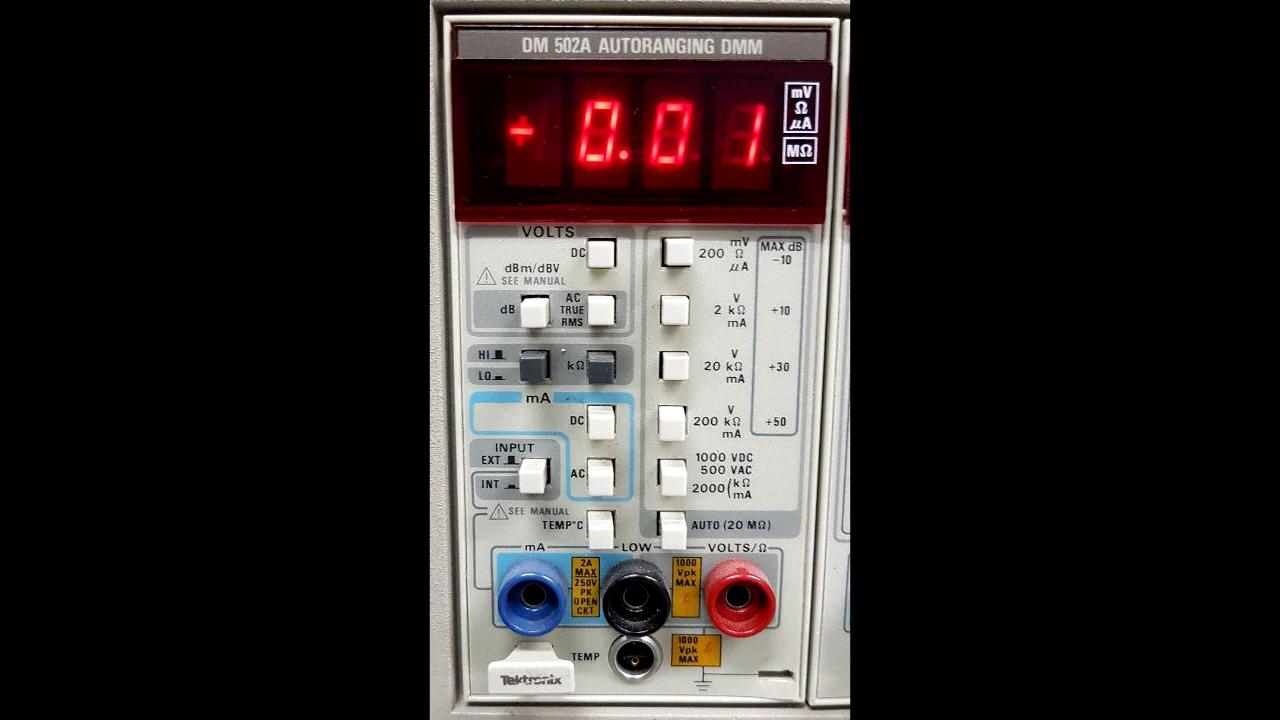 DM 502A AUTORANGING DMM
+0.01
mV
Ω
μA
MΩ
VOLTS
DC
dBm/dBV
SEE MANUAL
dB
AC
TRUE
RMS
HI
LO
kΩ
mA
DC
INPUT
EXT
INT
AC
SEE MANUAL
TEMP°C
200
mV
Ω
μA
MAX dB
-10
V
2 kΩ
mA
+10
V
20 kΩ
mA
+30
V
200 kΩ
mA
+50
1000 VDC
500 VAC
2000
kΩ
mA
AUTO (20 MΩ)
mA
LOW
VOLTS/Ω
2A
MAX
250V
PK
OPEN
CKT
1000
Vpk
MAX
TEMP
1000
Vpk
MAX
Tektronix